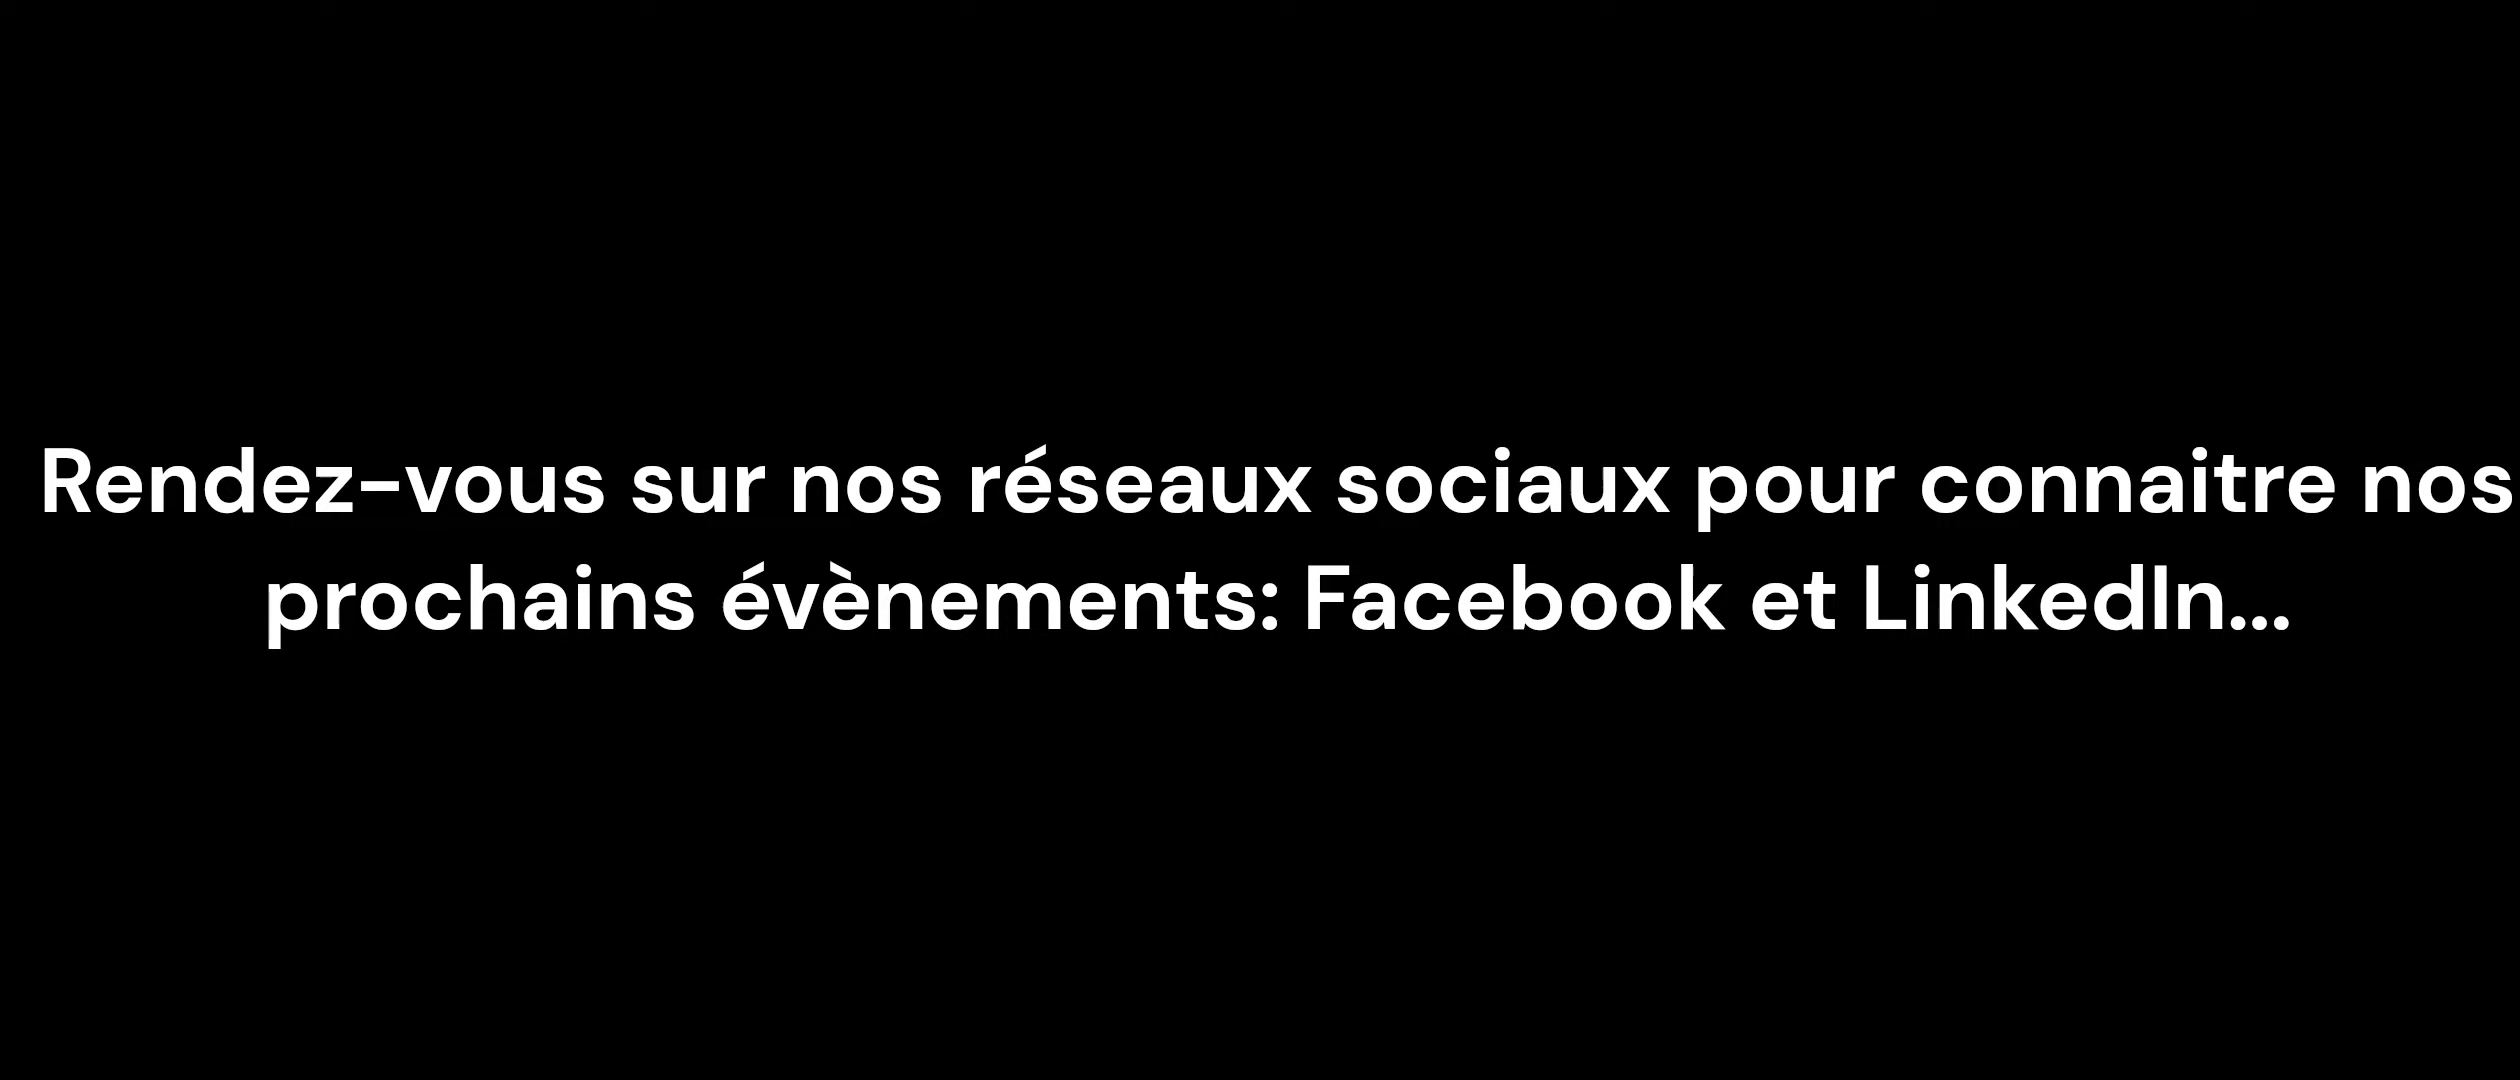 Rendez-vous sur nos réseaux sociaux pour connaitre nos
prochains évènements: Facebook et LinkedIn...